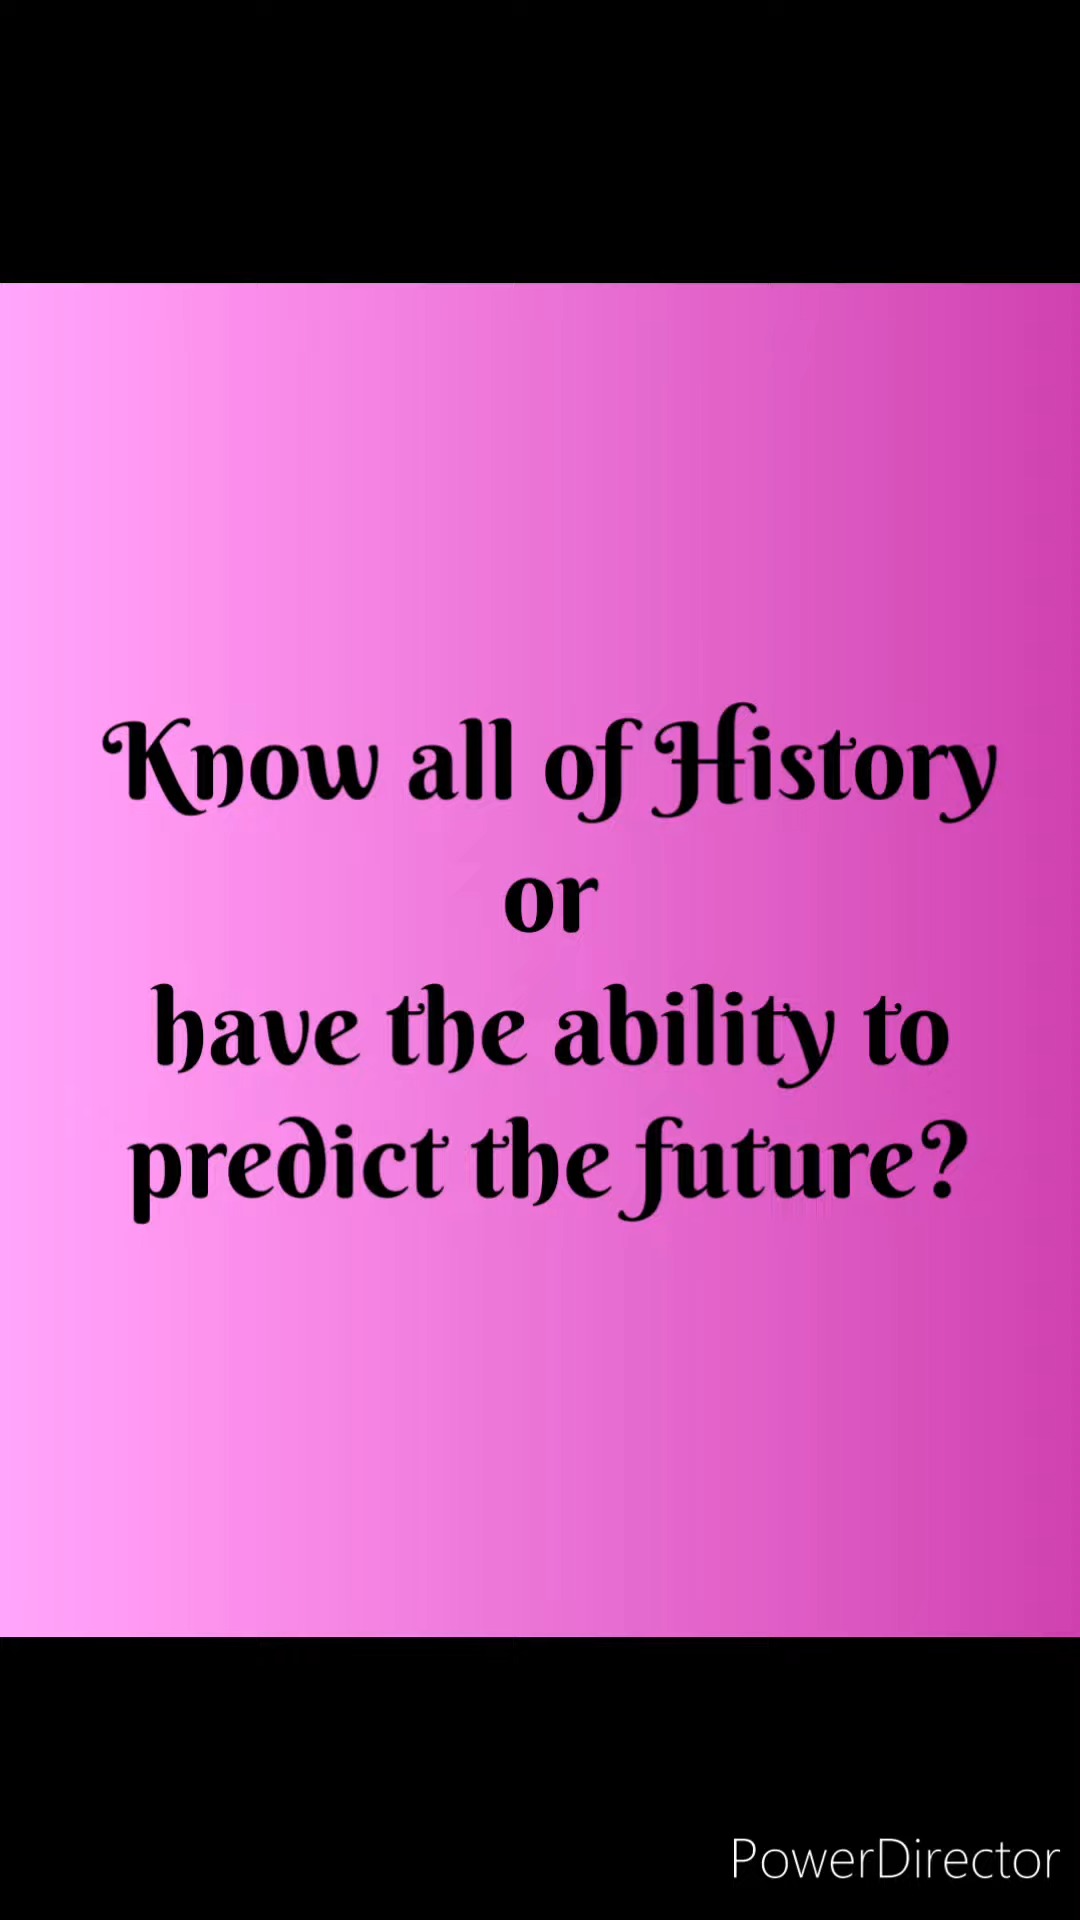 Know all of History
or
have the ability to
predict the future?
PowerDirector